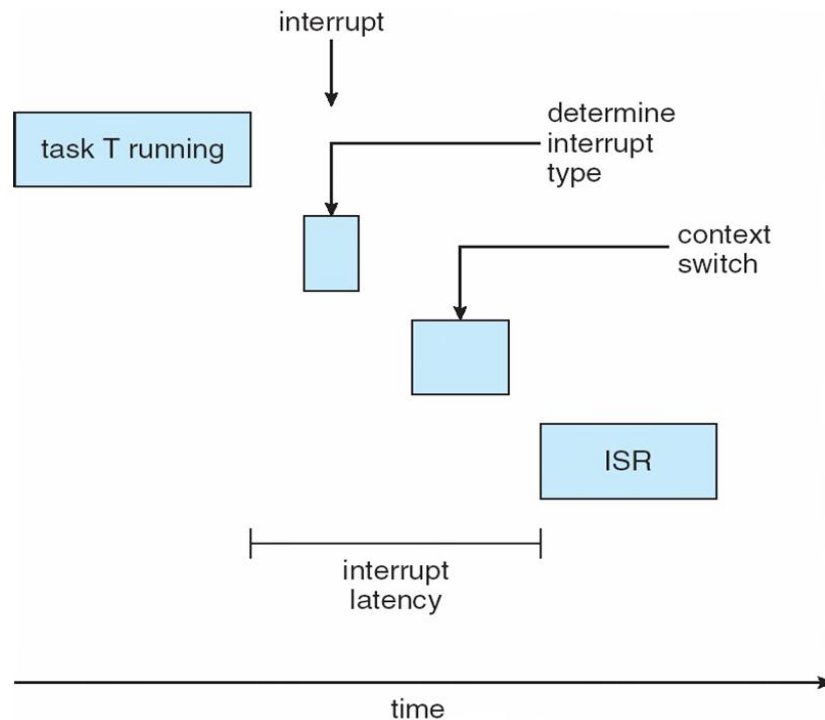 interrupt
task T running
determine
interrupt
type
context
switch
ISR
interrupt
latency
time